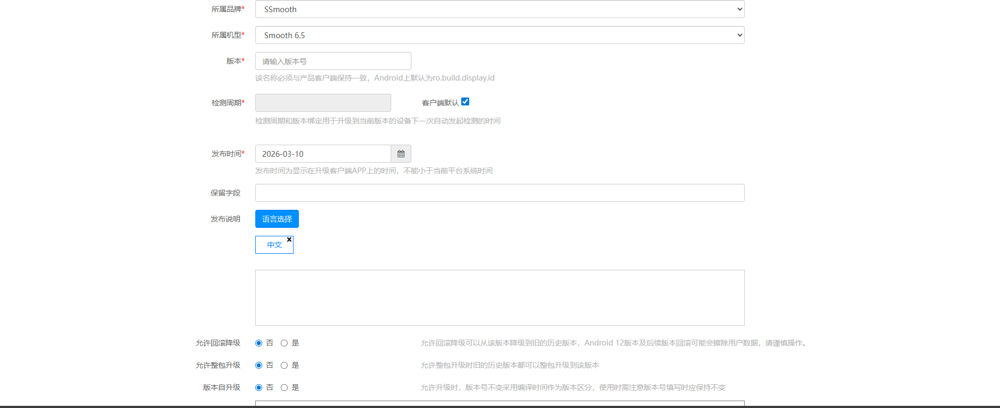 所属品牌* SSmooth
所属机型* Smooth 6.5
版本* 请输入版本号
该名称必须与产品客户端保持一致，Android上默认为ro.build.display.id
检测周期* 客户端默认
检测周期和版本绑定用于升级到当前版本的设备下一次自动发起检测的时间
发布时间* 2026-03-10
发布时间为显示在升级客户端APP上的时间，不能小于当前平台系统时间
保留字段
发布说明 语言选择
中文
允许回滚降级 否 是 允许回滚降级可以从该版本降级到旧的历史版本，Android 12版本及后续版本回滚可能会擦除用户数据，请谨慎操作。
允许整包升级 否 是 允许整包升级时旧的历史版本都可以整包升级到该版本
版本自升级 否 是 允许升级时，版本号不变采用编译时间作为版本区分，使用时需注意版本号填写时应保持不变